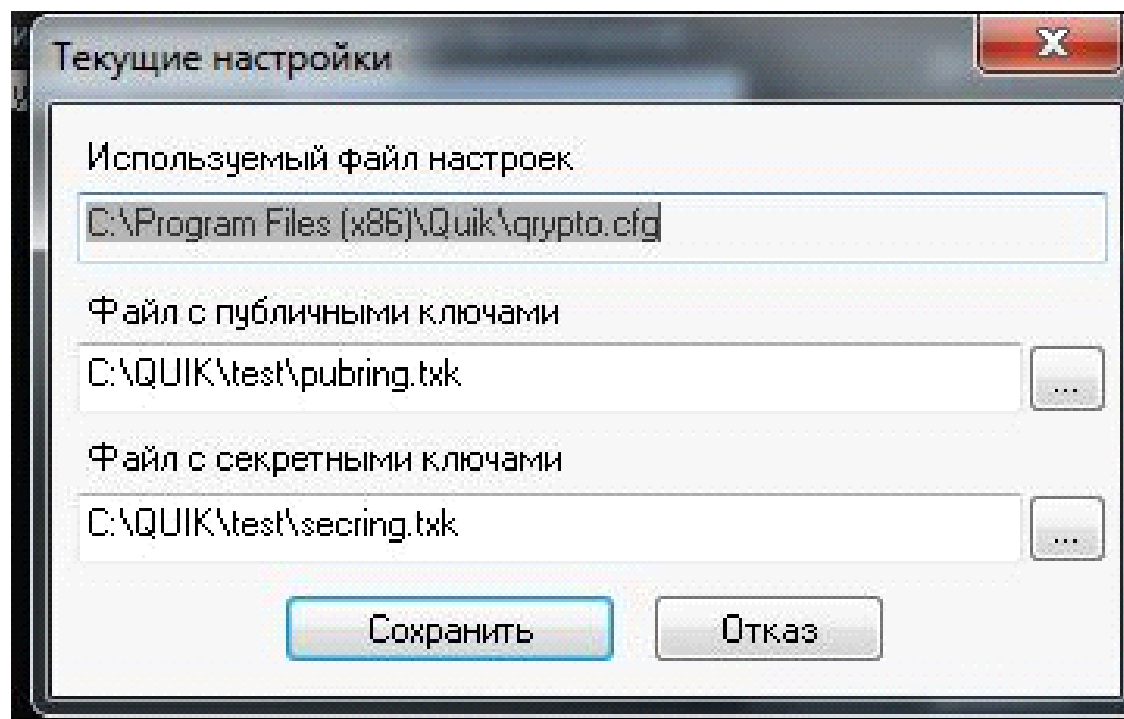 Текущие настройки
Используемый файл настроек
C:\Program Files (x86)\Quik\qrypto.cfg
Файл с публичными ключами
C:\QUIK\test\pubring.txk
...
Файл с секретными ключами
C:\QUIK\test\secring.txk
...
Сохранить
Отказ